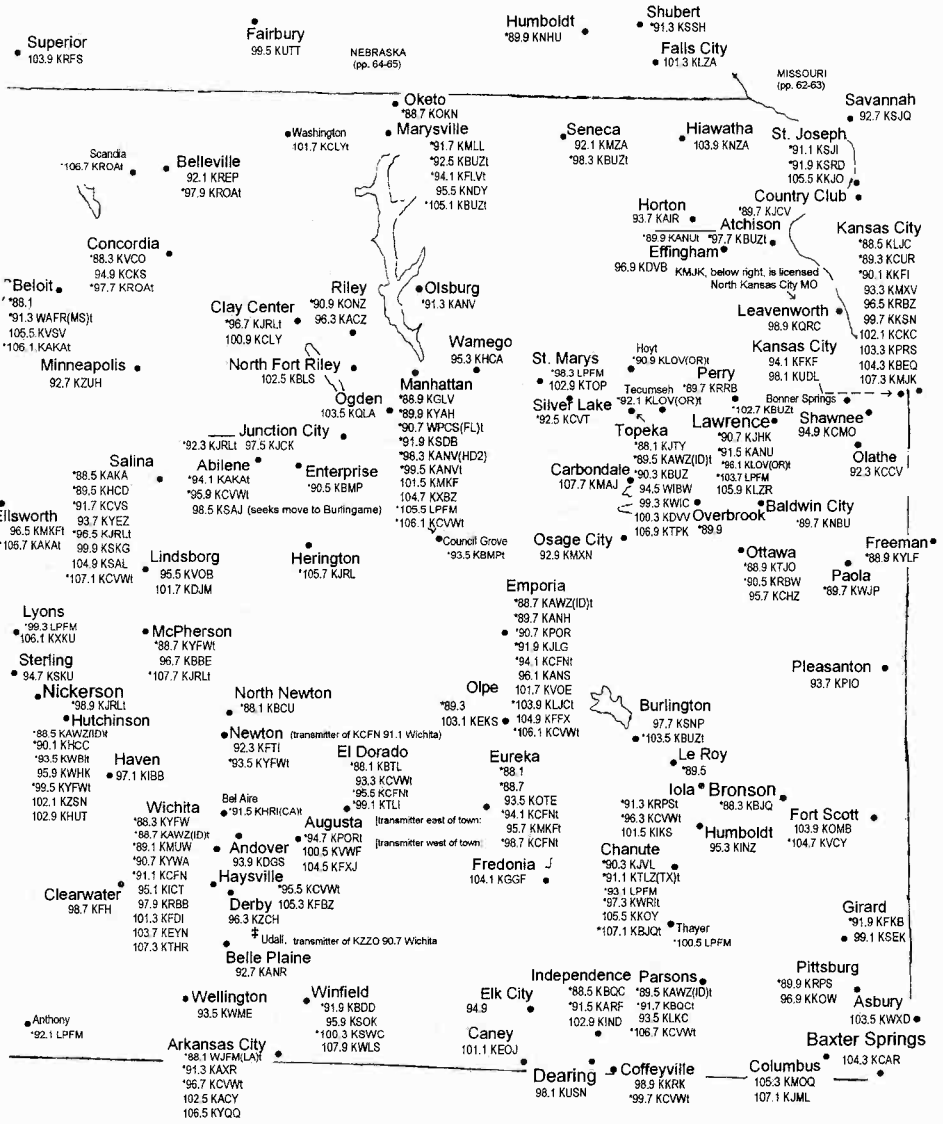 Superior
103.9 KRFS
Fairbury
99.5 KUTT
NEBRASKA
(pp. 64-65)
Humboldt
*89.9 KNHU
Shubert
*91.3 KSSH
Falls City
101.3 KLZA
MISSOURI
(pp. 62-63)
Savannah
92.7 KSJQ
Oketo
*88.7 KOKN
Washington
101.7 KCLYt
Marysville
*91.7 KMLL
*92.5 KBUZt
*94.1 KFLVt
95.5 KNDY
*105.1 KBUZt
Seneca
92.1 KMZA
*98.3 KBUZt
Hiawatha
103.9 KNZA
St. Joseph
*91.1 KSJI
*91.9 KSRD
105.5 KKJO
Scandia
*106.7 KROAt
Belleville
92.1 KREP
*97.9 KROAt
Country Club
*89.7 KJCV
Horton
93.7 KAIR
Atchison
*89.9 KANUt
*97.7 KBUZt
Effingham
96.9 KDVB
KMJK, below right, is licensed
North Kansas City MO
Kansas City
*88.5 KLJC
*89.3 KCUR
*90.1 KKFI
93.3 KMXV
96.5 KRBZ
99.7 KKSN
102.1 KCKC
103.3 KPRS
104.3 KBEQ
107.3 KMJK
Concordia
*88.3 KVCO
94.9 KCKS
*97.7 KROAt
Beloit
*88.1
*91.3 WAFR(MS)t
105.5 KVSV
*106.1 KAKAt
Clay Center
*96.7 KJRLt
100.9 KCLY
Riley
*90.9 KONZ
96.3 KACZ
Olsburg
*91.3 KANV
Leavenworth
98.9 KQRC
Minneapolis
92.7 KZUH
North Fort Riley
102.5 KBLS
Wamego
95.3 KHCA
St. Marys
*98.3 LPFM
102.9 KTOP
Hoyt
*90.9 KLOV(OR)t
Perry
*89.7 KRRB
Kansas City
94.1 KFKF
98.1 KUDL
Ogden
103.5 KQLA
Manhattan
*88.9 KGLV
*89.9 KYAH
*90.7 WPCS(FL)t
*91.9 KSDB
*98.3 KANV(HD2)
*99.5 KANVt
101.5 KMKF
104.7 KXBZ
*105.5 LPFM
*106.1 KCVWt
Silver Lake
*92.5 KCVT
Tecumseh
*92.1 KLOV(OR)t
Bonner Springs
*102.7 KBUZt
Junction City
*92.3 KJRLt 97.5 KJCK
Topeka
*88.1 KJTY
*89.5 KAWZ(ID)t
*90.3 KBUZ
94.5 WIBW
99.3 KWIC
100.3 KDVV
106.9 KTPK
Lawrence
*90.7 KJHK
*91.5 KANU
*96.1 KLOV(OR)t
*103.7 LPFM
105.9 KLZR
Shawnee
94.9 KCMO
Olathe
92.3 KCCV
Salina
*88.5 KAKA
*89.5 KHCD
*91.7 KCVS
93.7 KYEZ
*96.5 KJRLt
99.9 KSKG
104.9 KSAL
*107.1 KCVWt
Abilene
*94.1 KAKAt
*95.9 KCVWt
98.5 KSAJ (seeks move to Burlingame)
Enterprise
*90.5 KBMP
Carbondale
107.7 KMAJ
Overbrook
*89.9
Baldwin City
*89.7 KNBU
Ellsworth
96.5 KMKFt
*106.7 KAKAt
Lindsborg
95.5 KVOB
101.7 KDJM
Herington
*105.7 KJRL
Council Grove
*93.5 KBMPt
Osage City
92.9 KMXN
Ottawa
*88.9 KTJO
*90.5 KRBW
95.7 KCHZ
Paola
*89.7 KWJP
Freeman
*88.9 KYLF
Lyons
*99.3 LPFM
106.1 KXKU
McPherson
*88.7 KYFWt
96.7 KBBE
*107.7 KJRLt
Emporia
*88.7 KAWZ(ID)t
*89.7 KANH
*90.7 KPOR
*91.9 KJLG
*94.1 KCFNt
96.1 KANS
101.7 KVOE
*103.9 KLJCt
104.9 KFFX
*106.1 KCVWt
Sterling
94.7 KSKU
Nickerson
*98.9 KJRLt
North Newton
*88.1 KBCU
Olpe
*89.3
103.1 KEKS
Pleasanton
93.7 KPIO
Burlington
97.7 KSNP
*103.5 KBUZt
Hutchinson
*88.5 KAWZ(ID)t
*90.1 KHCC
*93.5 KWBIt
95.9 KWHK
*99.5 KYFWt
102.1 KZSN
102.9 KHUT
Haven
97.1 KIBB
Newton (transmitter of KCFN 91.1 Wichita)
92.3 KFTI
*93.5 KYFWt
El Dorado
*88.1 KBTL
93.3 KCVWt
*95.5 KCFNt
*99.1 KTLI
Eureka
*88.1
*88.7
93.5 KOTE
*94.1 KCFNt
95.7 KMKFt
*98.7 KCFNt
[transmitter east of town:
[transmitter west of town:
Le Roy
*89.5
Iola
*91.3 KRPSt
*96.3 KCVWt
101.5 KIKS
Bronson
*88.3 KBJQ
Fort Scott
103.9 KOMB
*104.7 KVCY
Humboldt
95.3 KINZ
Wichita
*88.3 KYFW
*88.7 KAWZ(ID)t
*89.1 KMUW
*90.7 KYWA
*91.1 KCFN
95.1 KICT
97.9 KRBB
101.3 KFDI
103.7 KEYN
107.3 KTHR
Bel Aire
*91.5 KHRI(CA)t
Augusta
*94.7 KPORt
100.5 KVWF
104.5 KFXJ
Andover
93.9 KDGS
Fredonia
104.1 KGGF
Chanute
*90.3 KJVL
*91.1 KTLZ(TX)t
*93.1 LPFM
*97.3 KWRIt
105.5 KKOY
*107.1 KBJQt
Clearwater
98.7 KFH
Haysville
105.3 KFBZ
*95.5 KCVWt
Derby
96.3 KZCH
Udall, transmitter of KZZO 90.7 Wichita
Belle Plaine
92.7 KANR
Thayer
*100.5 LPFM
Girard
*91.9 KFKB
99.1 KSEK
Pittsburg
*89.9 KRPS
96.9 KKOW
Asbury
103.5 KWXD
Anthony
*92.1 LPFM
Wellington
93.5 KWME
Winfield
*91.9 KBDD
95.9 KSOK
*100.3 KSWC
107.9 KWLS
Elk City
94.9
Independence
*88.5 KBQC
*91.5 KARF
102.9 KIND
Parsons
*89.5 KAWZ(ID)t
*91.7 KBQCt
93.5 KLKC
*106.7 KCVWt
Arkansas City
*88.1 WJFM(LA)t
*91.3 KAXR
*96.7 KCVWt
102.5 KACY
106.5 KYQQ
Caney
101.1 KEOJ
Dearing
98.1 KUSN
Coffeyville
98.9 KKRK
*99.7 KCVWt
Columbus
105.3 KMOQ
107.1 KJML
Baxter Springs
104.3 KCAR